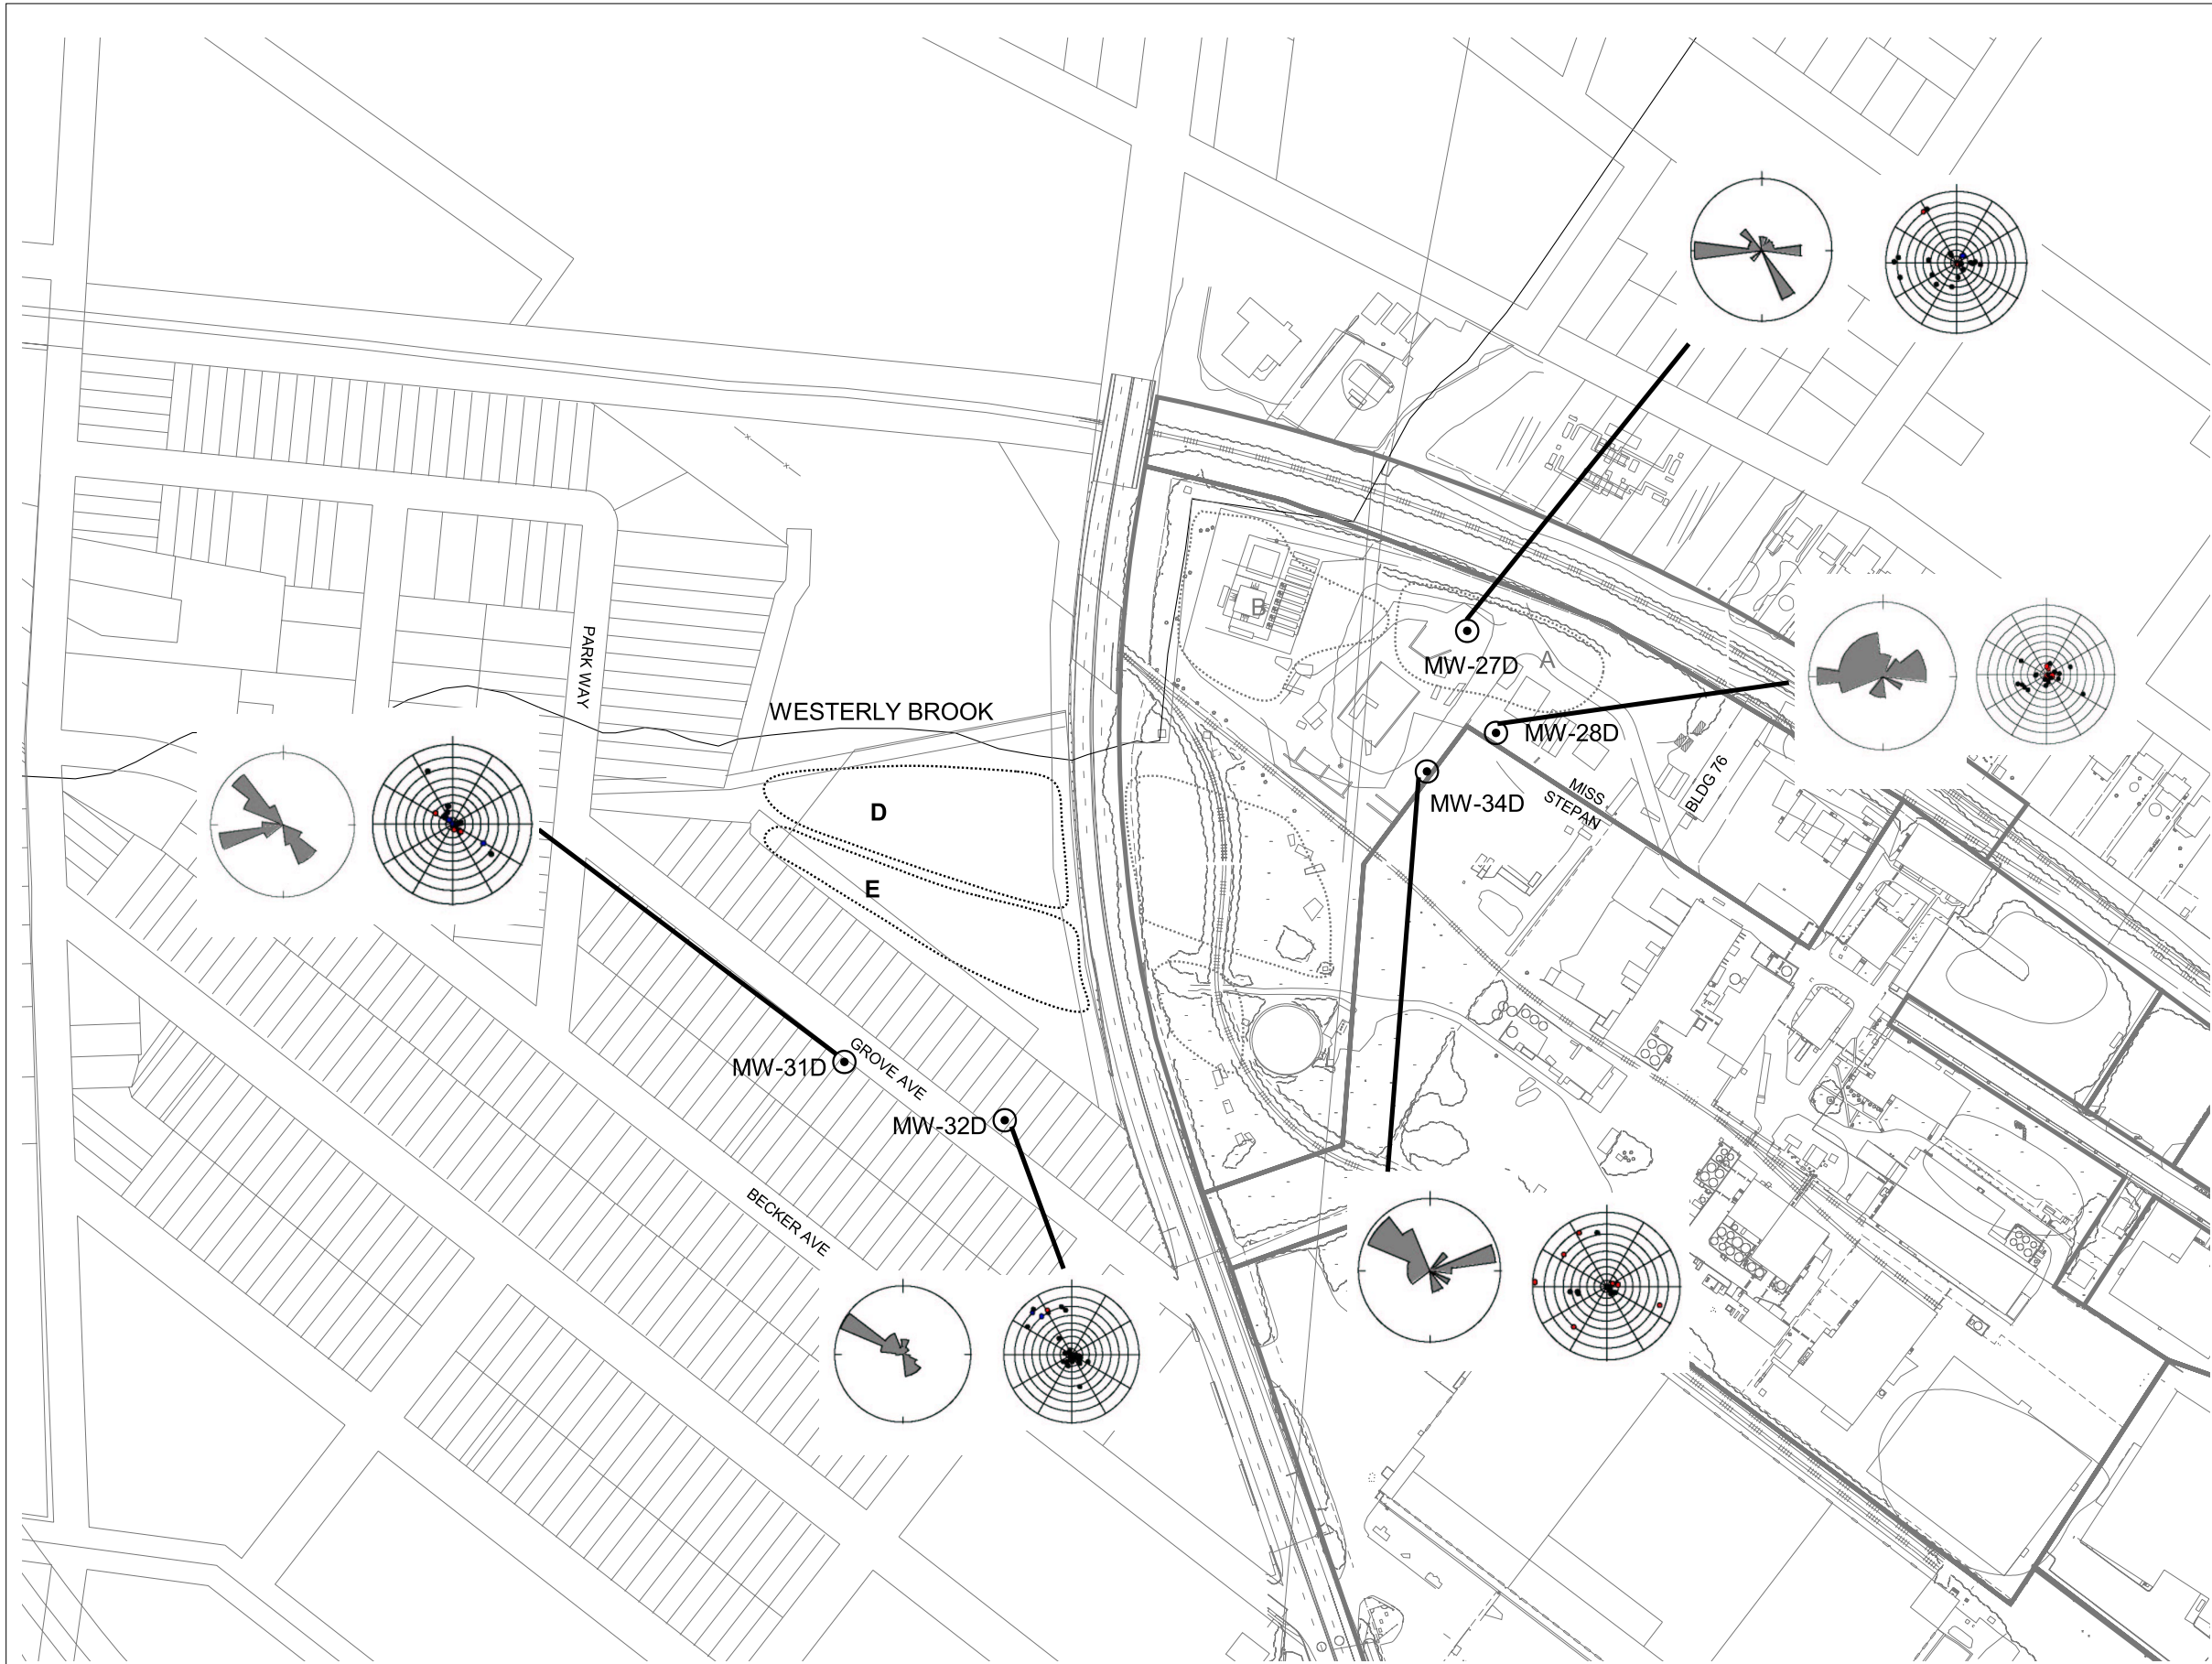 B
MW-27D
A
PARK WAY
WESTERLY BROOK
MW-28D
BLDG 76
MW-34D
MISS
STEPAN
D
E
GROVE AVE
MW-31D
MW-32D
BECKER AVE